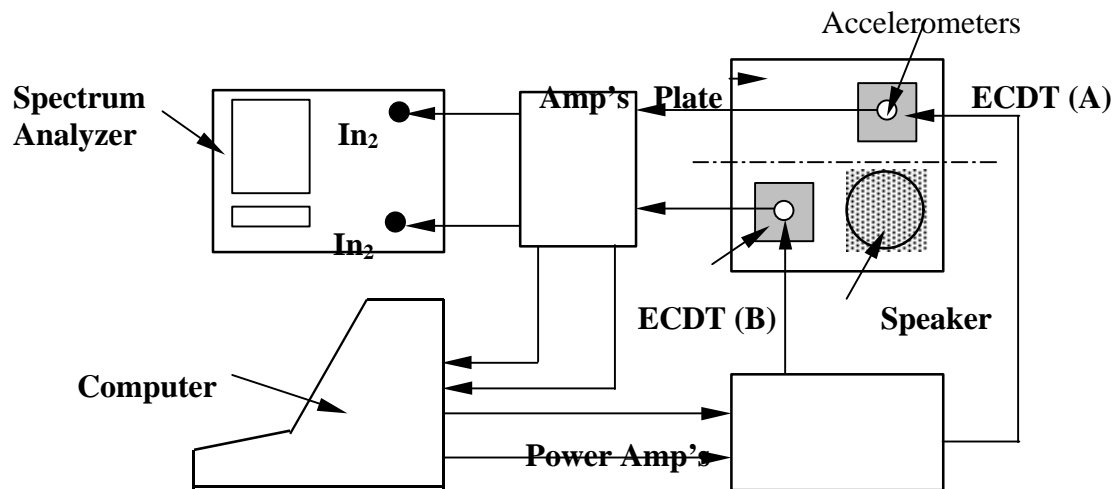 Accelerometers
Spectrum
Analyzer
Amp's
Plate
ECDT (A)
In₂
In₂
ECDT (B)
Speaker
Computer
Power Amp's